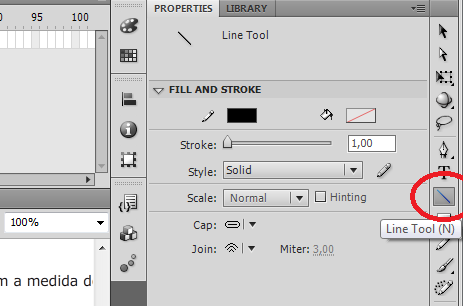 PROPERTIES LIBRARY
95 100
Line Tool
FILL AND STROKE
Stroke: 1,00
Style: Solid
Scale: Normal Hinting
100%
Cap:
Line Tool (N)
Join: Miter: 3,00
m a medida d